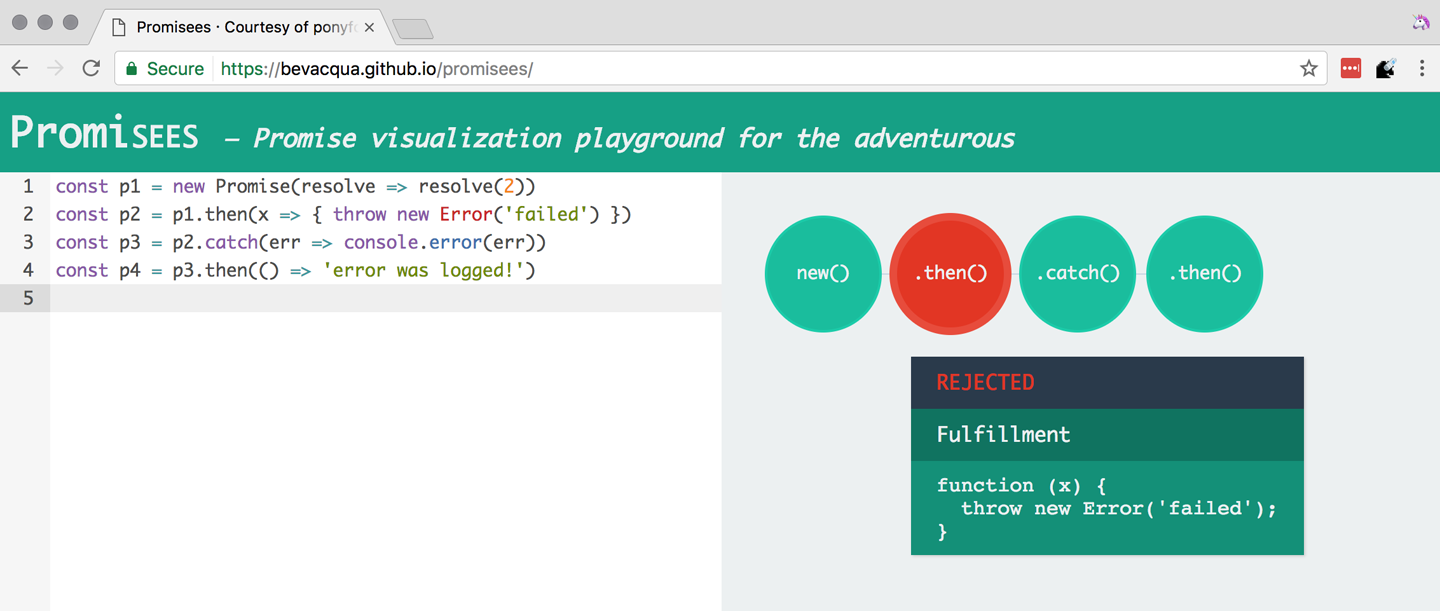 Promisees · Courtesy of ponyf
Secure https://bevacqua.github.io/promisees/
PromiSEES – Promise visualization playground for the adventurous
1 const p1 = new Promise(resolve => resolve(2))
2 const p2 = p1.then(x => { throw new Error('failed') })
3 const p3 = p2.catch(err => console.error(err))
4 const p4 = p3.then(() => 'error was logged!')
5
new() .then() .catch() .then()
REJECTED
Fulfillment
function (x) {
  throw new Error('failed');
}